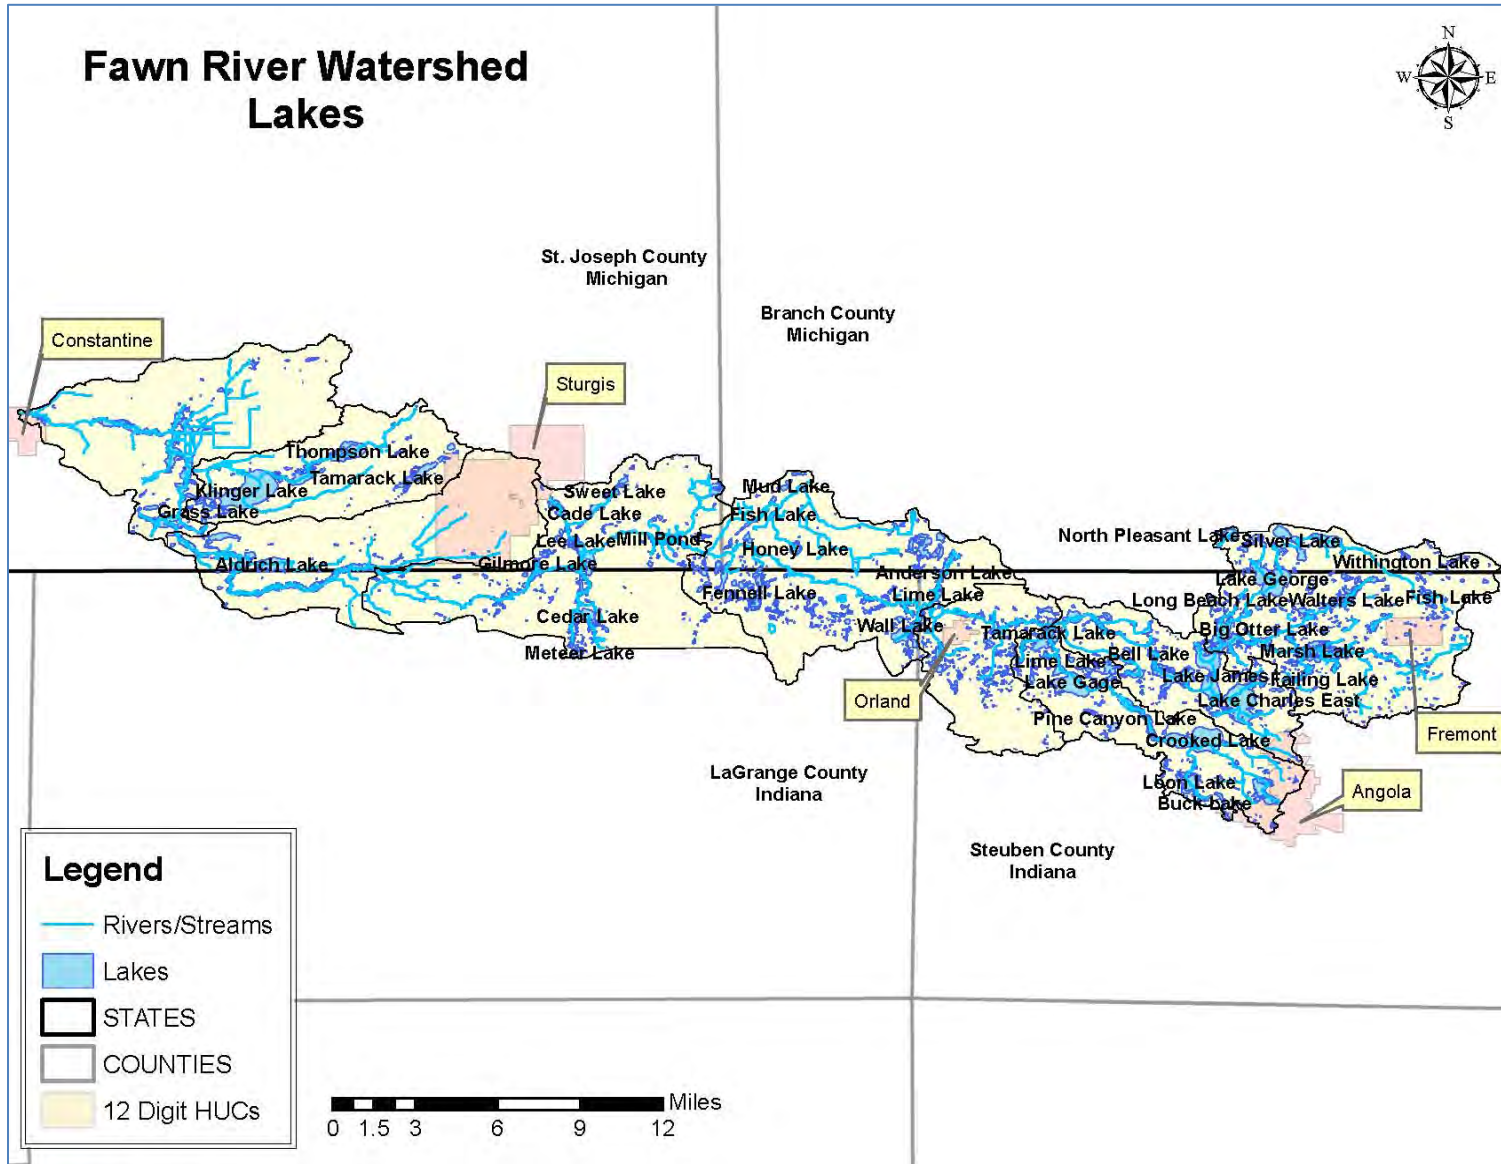 Fawn River Watershed
Lakes
N
W
E
S
St. Joseph County
Michigan
Branch County
Michigan
Constantine
Sturgis
Thompson Lake
Tamarack Lake
Klinger Lake
Grass Lake
Sweet Lake
Cade Lake
Mud Lake
Fish Lake
Lee Lake
Mill Pond
Honey Lake
Aldrich Lake
Gilmore Lake
North Pleasant Lake
Silver Lake
Withington Lake
Anderson Lake
Lake George
Fennell Lake
Lime Lake
Long Beach Lake
Walters Lake
Fish Lake
Cedar Lake
Wall Lake
Tamarack Lake
Big Otter Lake
Meteer Lake
Lime Lake
Bell Lake
Marsh Lake
Lake Gage
Lake James
Failing Lake
Orland
Lake Charles East
Pine Canyon Lake
Crooked Lake
Fremont
LaGrange County
Indiana
Loon Lake
Buck Lake
Angola
Steuben County
Indiana
Legend
Rivers/Streams
Lakes
STATES
COUNTIES
12 Digit HUCs
Miles
0 1.5 3 6 9 12